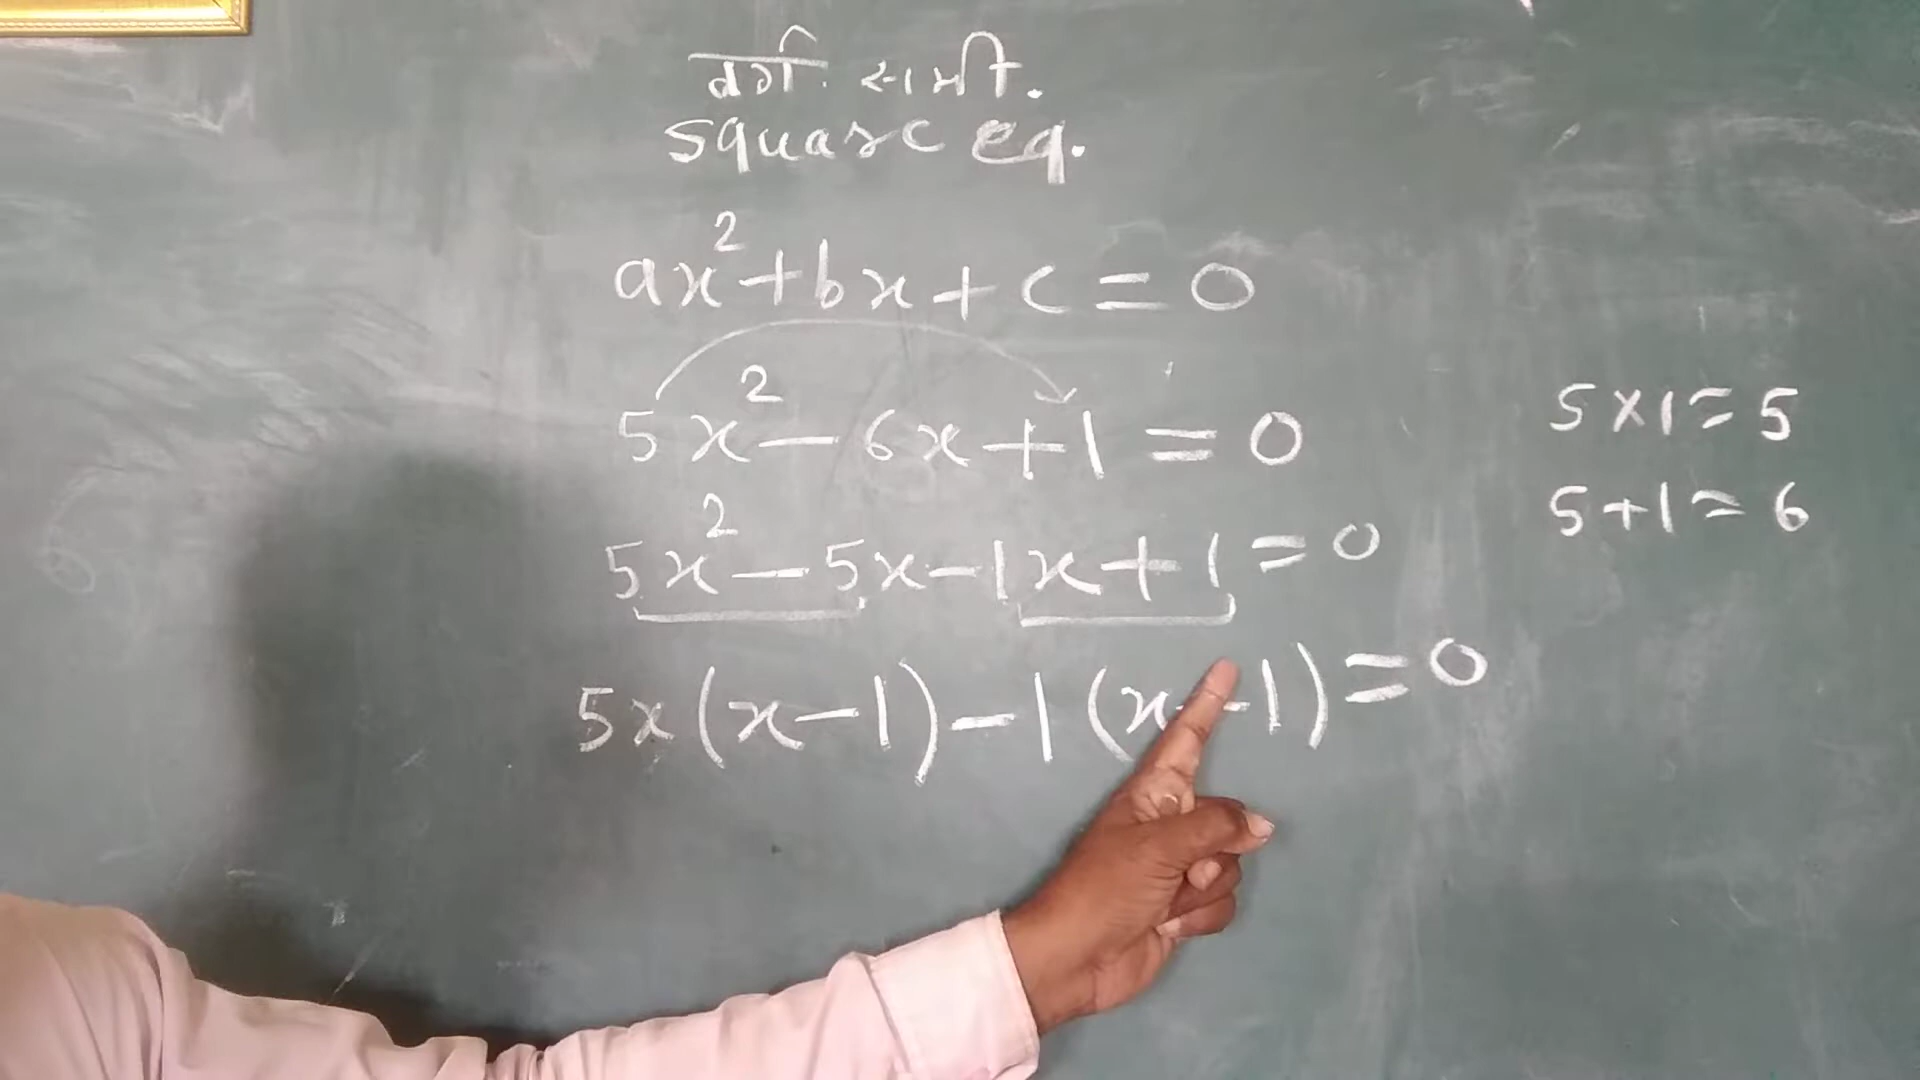 वर्ग. समी.
square eq.
ax²+bx+c=0
5x²-6x+1=0
5x²-5x-1x+1=0
5x(x-1)-1(x-1)=0
5×1=5
5+1=6